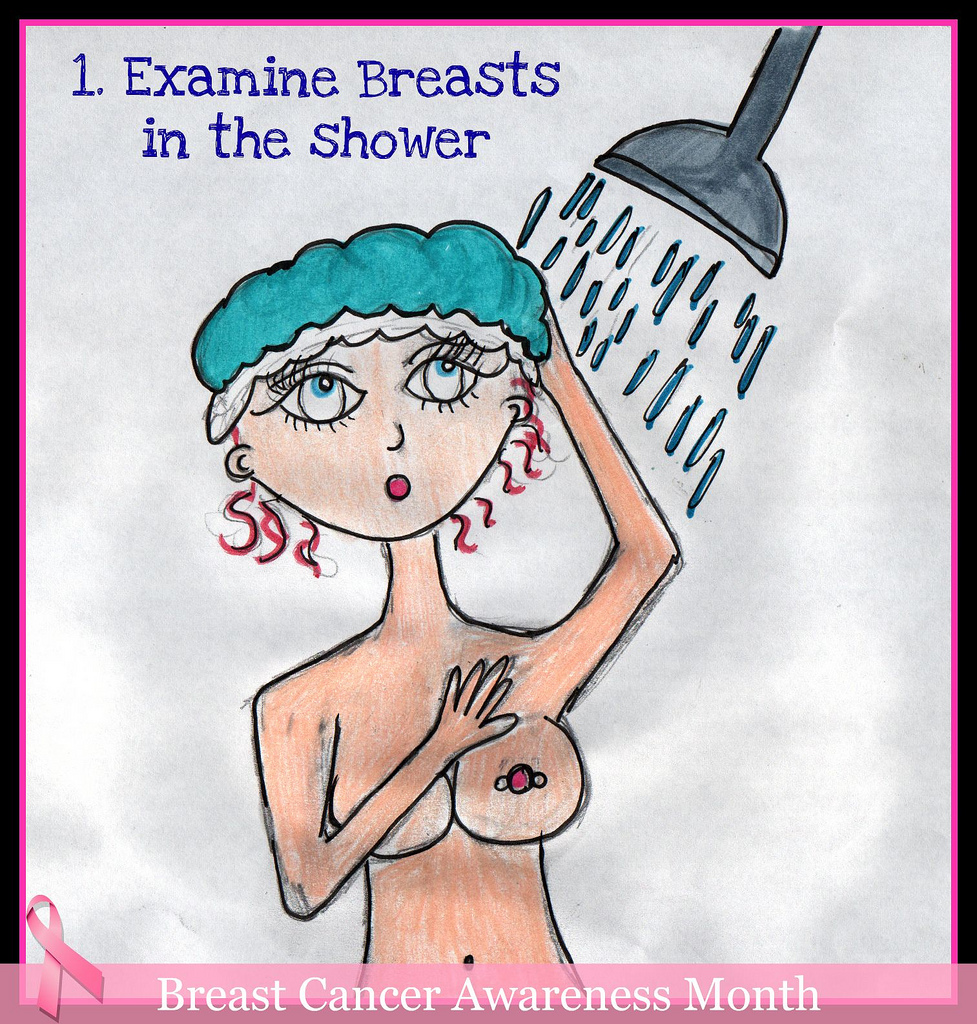 1. Examine Breasts
in the shower
Breast Cancer Awareness Month